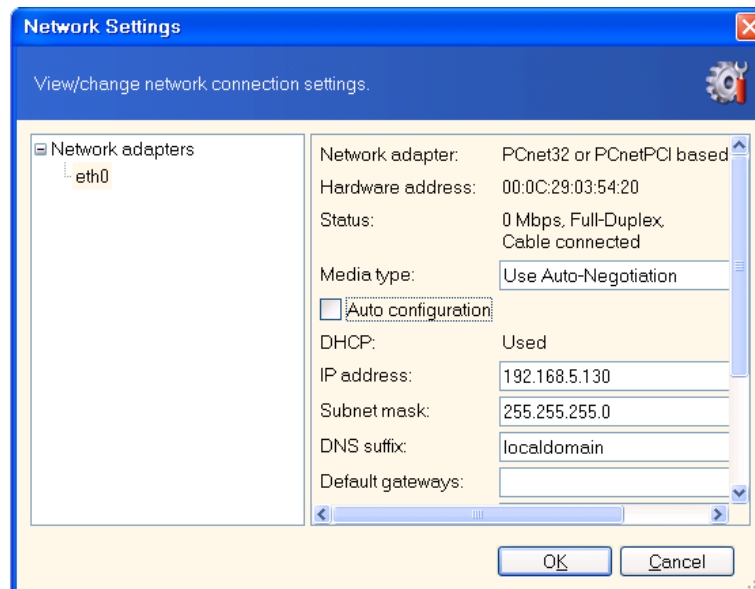 Network Settings
View/change network connection settings.
Network adapters
eth0
Network adapter: PCnet32 or PCnetPCI based
Hardware address: 00:0C:29:03:54:20
Status: 0 Mbps, Full-Duplex,
Cable connected
Media type: Use Auto-Negotiation
Auto configuration
DHCP: Used
IP address: 192.168.5.130
Subnet mask: 255.255.255.0
DNS suffix: localdomain
Default gateways:
OK Cancel